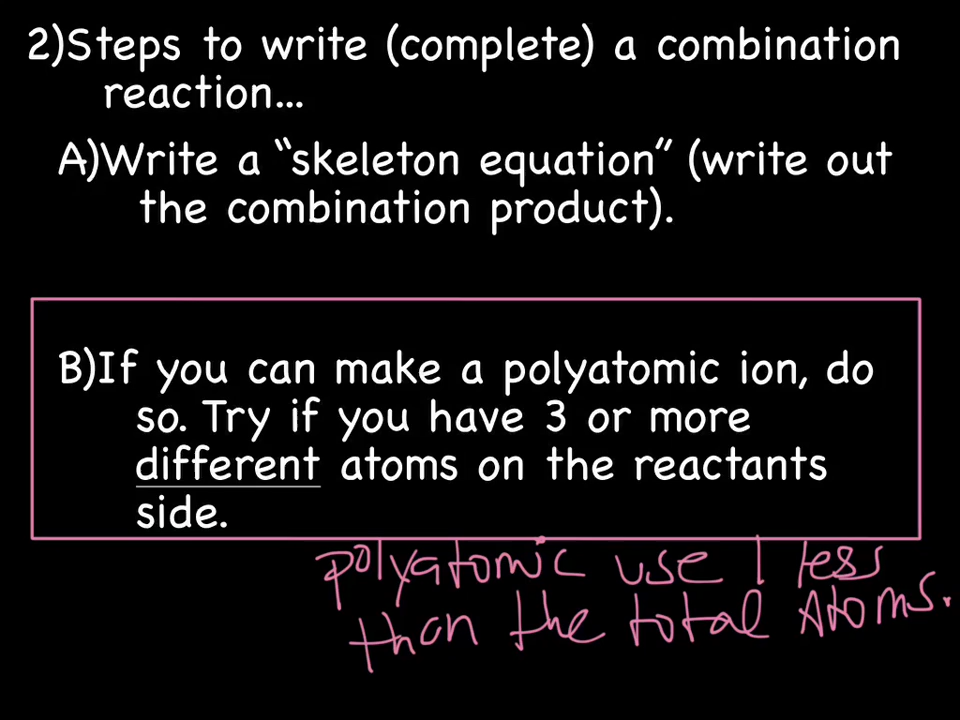 2)Steps to write (complete) a combination
reaction...
A)Write a “skeleton equation” (write out
the combination product).
B)If you can make a polyatomic ion, do
so. Try if you have 3 or more
different atoms on the reactants
side.
polyatomic use 1 less
than the total Atoms.